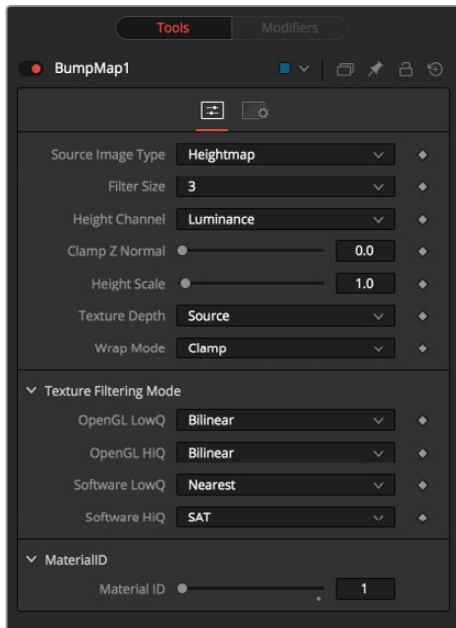 Tools Modifiers
BumpMap1
Source Image Type Heightmap
Filter Size 3
Height Channel Luminance
Clamp Z Normal 0.0
Height Scale 1.0
Texture Depth Source
Wrap Mode Clamp
Texture Filtering Mode
OpenGL LowQ Bilinear
OpenGL HiQ Bilinear
Software LowQ Nearest
Software HiQ SAT
MaterialID
Material ID 1